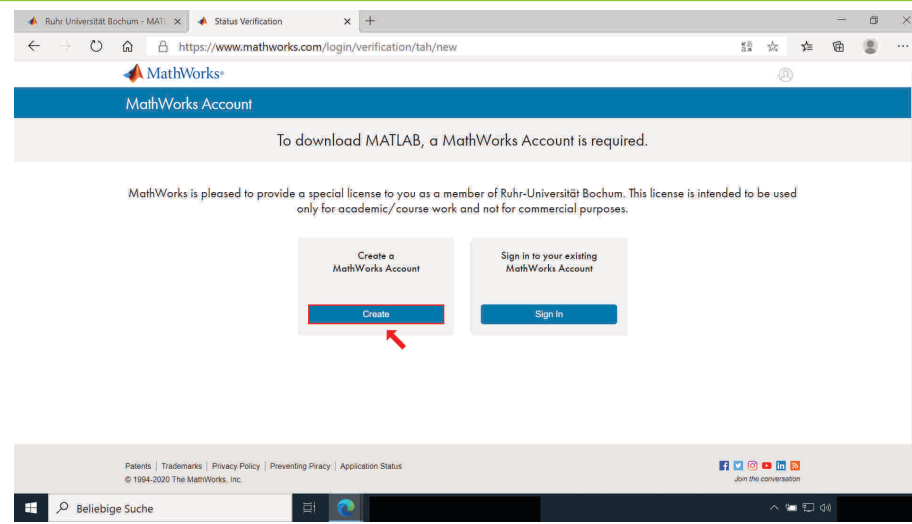 Ruhr Universität Bochum - MAT
Status Verification
https://www.mathworks.com/login/verification/tah/new
MathWorks®
MathWorks Account
To download MATLAB, a MathWorks Account is required.
MathWorks is pleased to provide a special license to you as a member of Ruhr-Universität Bochum. This license is intended to be used
only for academic/course work and not for commercial purposes.
Create a
MathWorks Account
Create
Sign in to your existing
MathWorks Account
Sign In
Patents | Trademarks | Privacy Policy | Preventing Piracy | Application Status
© 1994-2020 The MathWorks, Inc.
Join the conversation
Beliebige Suche